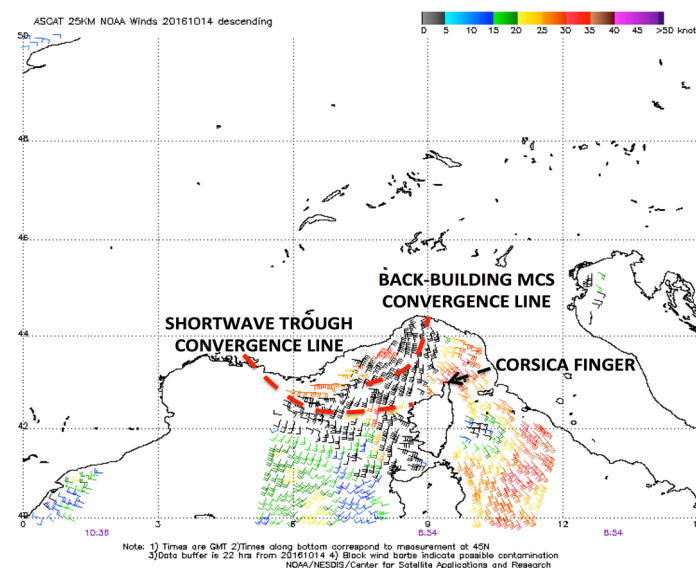 ASCAT 25KM NOAA Winds 20161014 descending
0 5 10 15 20 25 30 35 40 45 >50 knots
50
48
46
44
42
40
BACK-BUILDING MCS
CONVERGENCE LINE
SHORTWAVE TROUGH
CONVERGENCE LINE
CORSICA FINGER
0 3 6 9 12
10:35 8:54 8:54
Note: 1) Times are GMT 2)Times along bottom correspond to measurement at 45N
3)Data buffer is 22 hrs from 20161014 4) Black wind barbs indicate possible contamination
NOAA/NESDIS/Center for Satellite Applications and Research